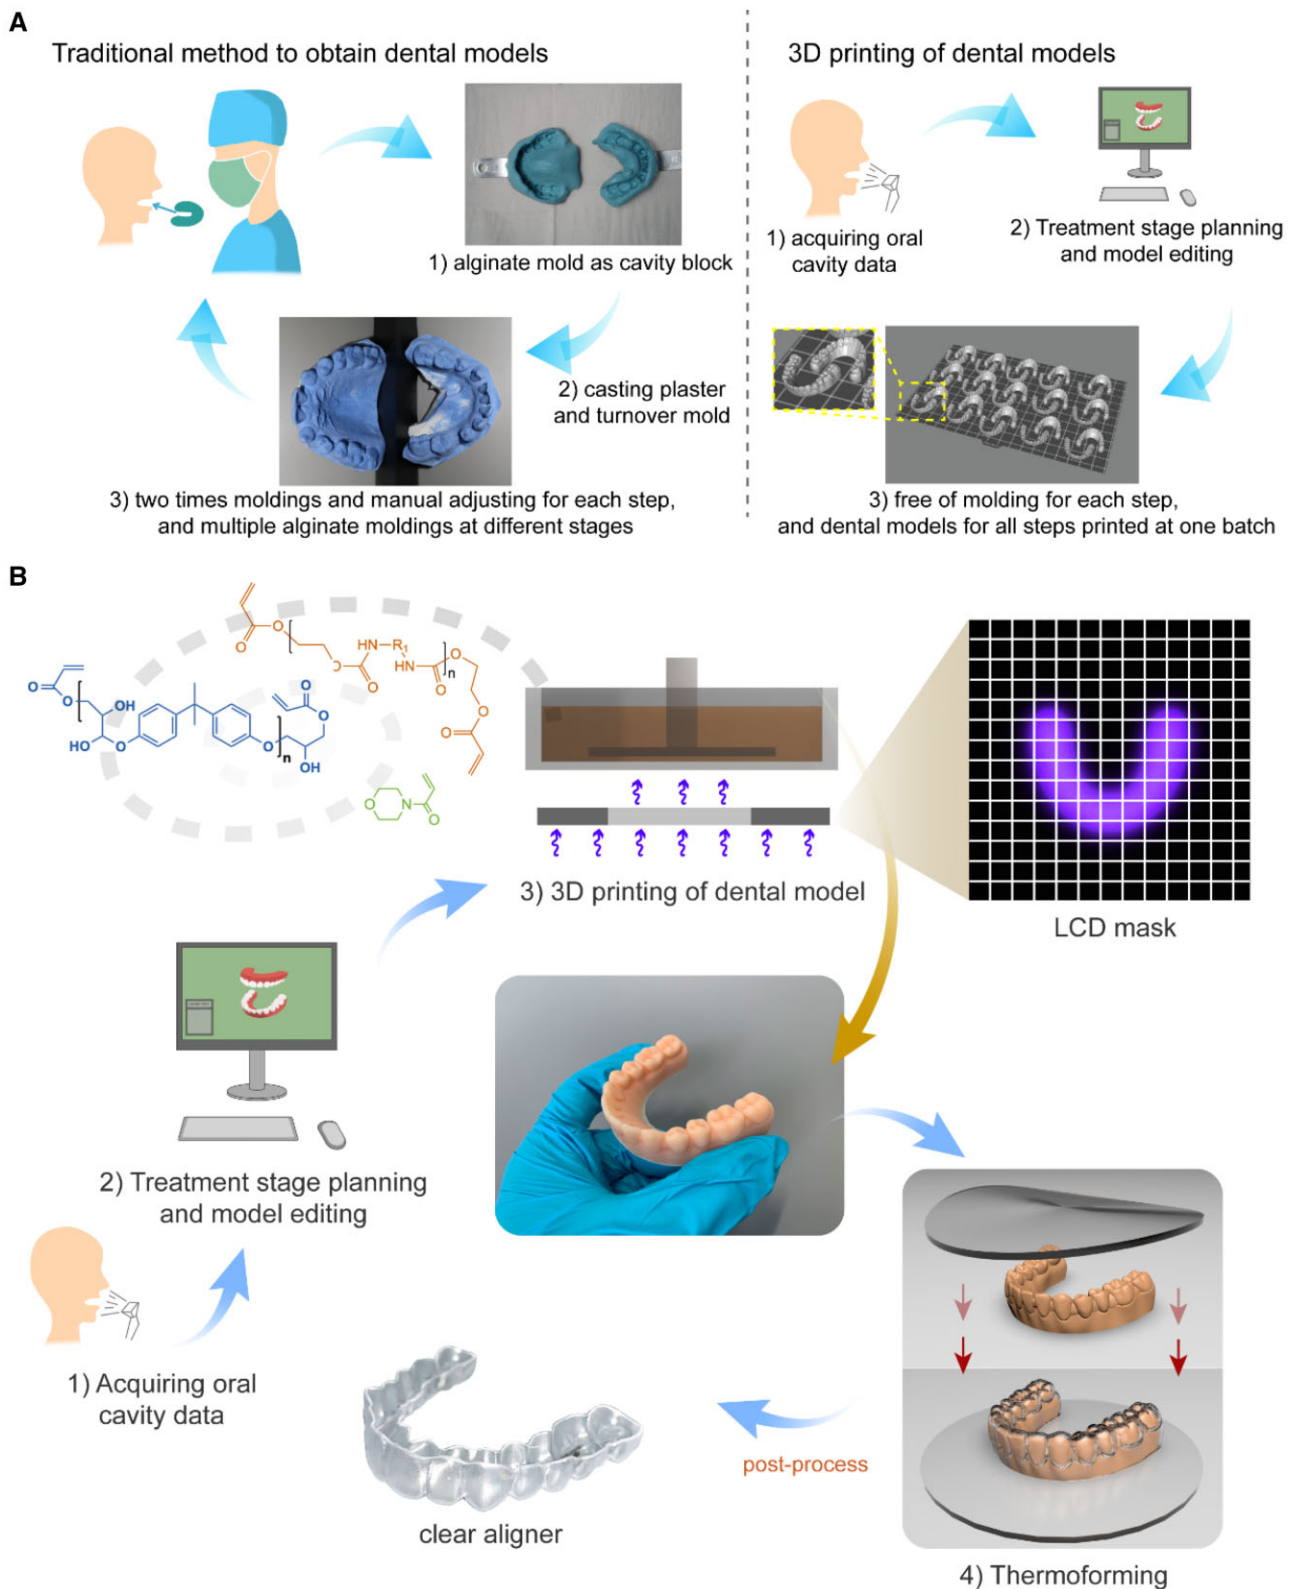 A
Traditional method to obtain dental models
1) alginate mold as cavity block
2) casting plaster
and turnover mold
3) two times moldings and manual adjusting for each step,
and multiple alginate moldings at different stages
3D printing of dental models
1) acquiring oral
cavity data
2) Treatment stage planning
and model editing
3) free of molding for each step,
and dental models for all steps printed at one batch
B
O
O
HN
R1
O
O
HN
O
O
n
O
O
O
O
OH
HO
O
O
n
O
O
OH
O
N
O
3) 3D printing of dental model
LCD mask
2) Treatment stage planning
and model editing
1) Acquiring oral
cavity data
clear aligner
post-process
4) Thermoforming